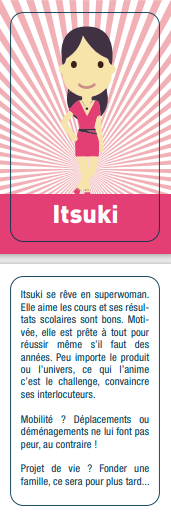 Itsuki
Itsuki se rêve en superwoman.
Elle aime les cours et ses résul-
tats scolaires sont bons. Moti-
vée, elle est prête à tout pour
réussir même s'il faut des
années. Peu importe le produit
ou l'univers, ce qui l'anime
c'est le challenge, convaincre
ses interlocuteurs.
Mobilité ? Déplacements ou
déménagements ne lui font pas
peur, au contraire !
Projet de vie ? Fonder une
famille, ce sera pour plus tard...